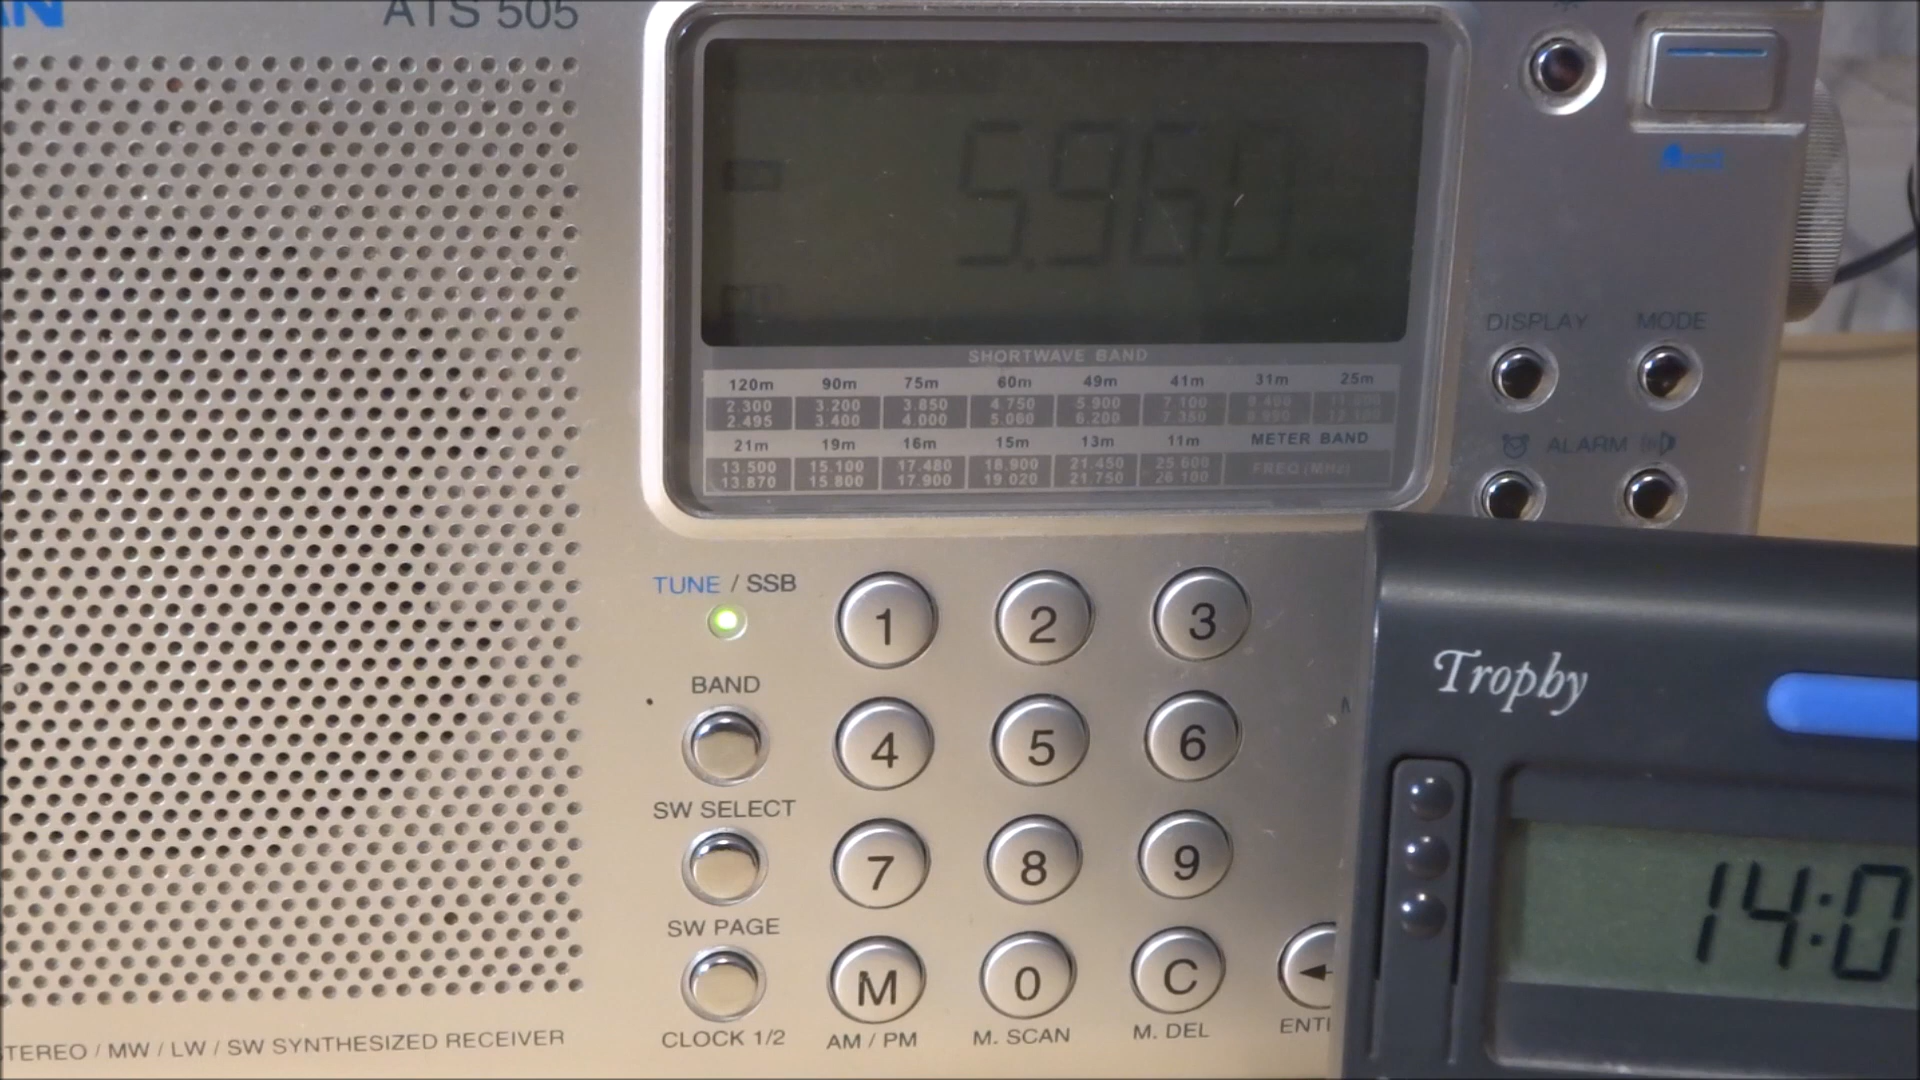 AN
ATS 505
5.960
SHORTWAVE BAND
120m 90m 75m 60m 49m 41m 31m 25m
2.300 3.200 3.850 4.750 5.900 7.100
2.495 3.400 4.000 5.060 6.200 7.350
21m 19m 16m 15m 13m 11m METER BAND
13.500 15.100 17.480 18.900 21.450 25.600 FREQ (MHz)
13.870 15.800 17.900 19.020 21.750 26.100
DISPLAY MODE
ALARM
TUNE / SSB
1 2 3
BAND
4 5 6
SW SELECT
7 8 9
SW PAGE
M 0 C
CLOCK 1/2 AM / PM M. SCAN M. DEL ENT
TEREO / MW / LW / SW SYNTHESIZED RECEIVER
Trophy
14:0